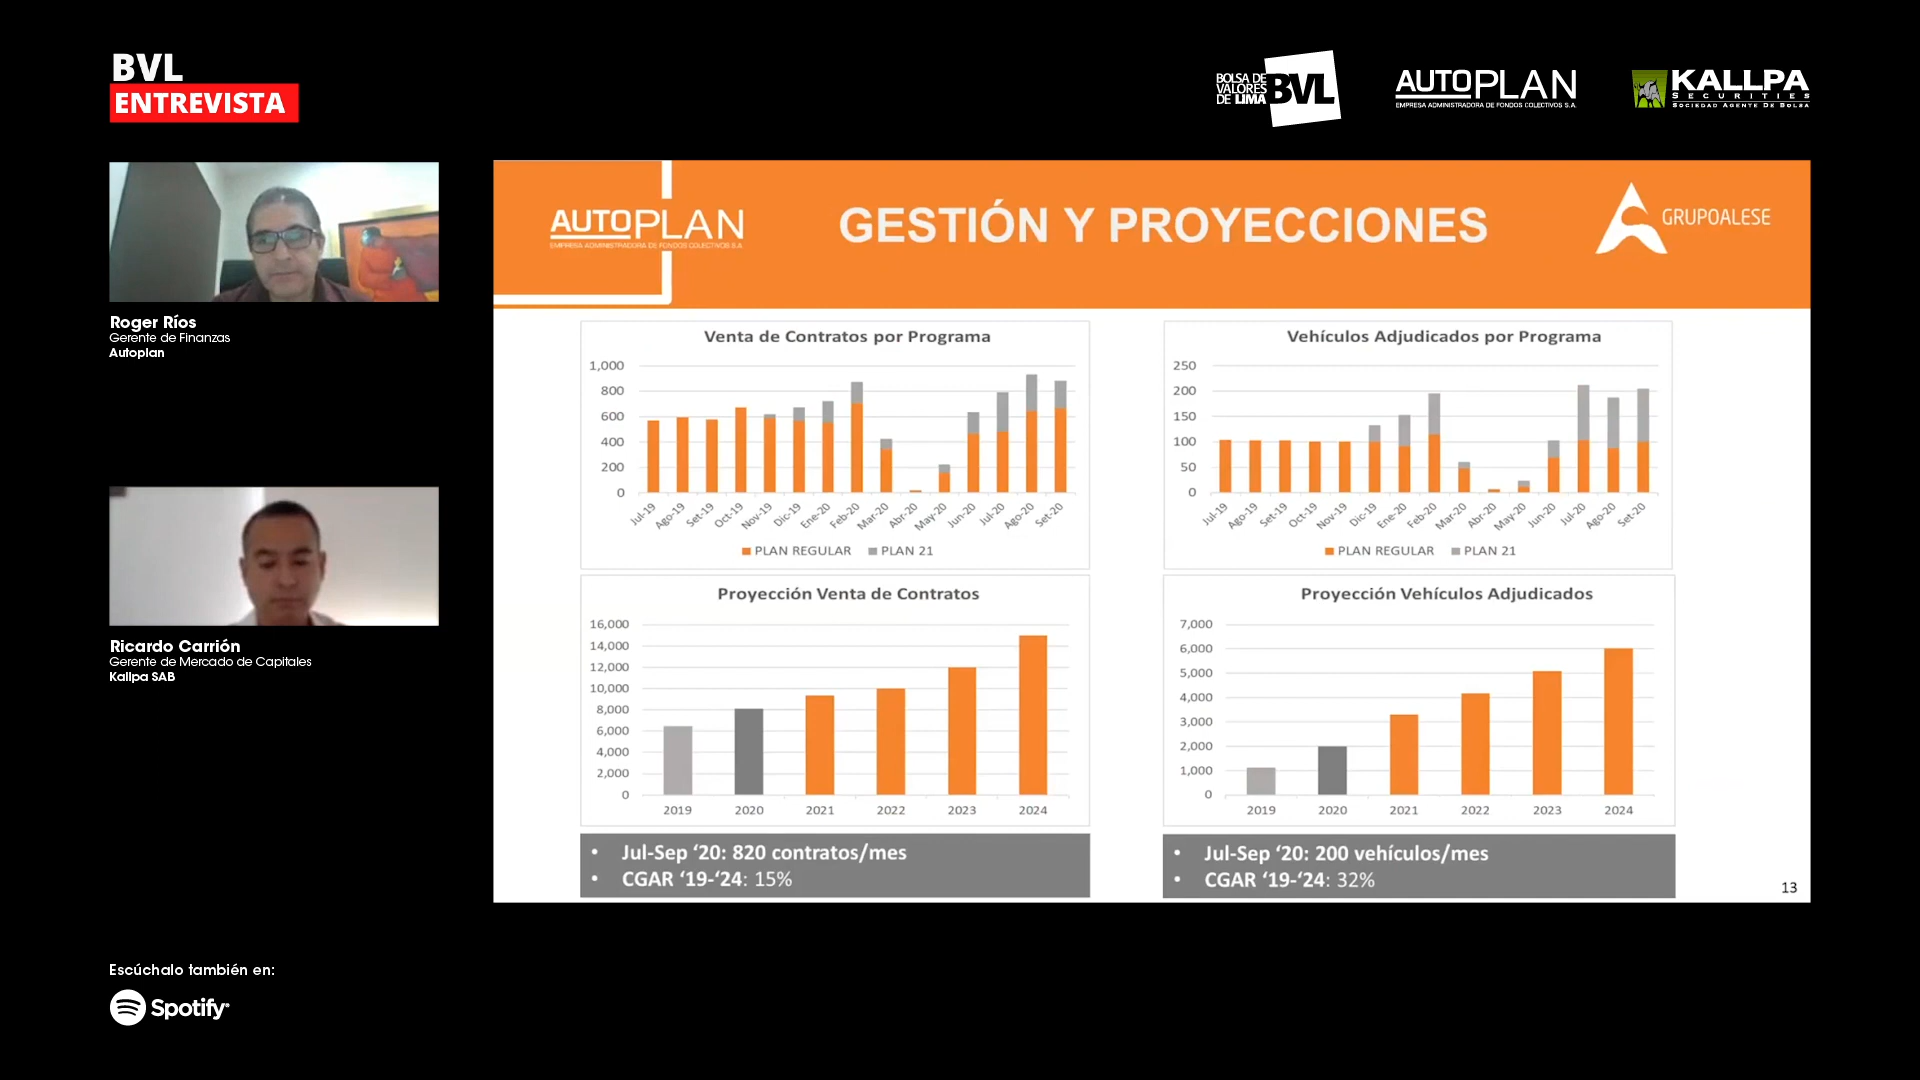 BVL
ENTREVISTA
BOLSA DE
VALORES
DE LIMA
BVL
AUTOPLAN
EMPRESA ADMINISTRADORA DE FONDOS COLECTIVOS S.A.
KALLPA
SECURITIES
SOCIEDAD AGENTE DE BOLSA
Roger Ríos
Gerente de Finanzas
Autoplan
Ricardo Carrión
Gerente de Mercado de Capitales
Kallpa SAB
AUTOPLAN
EMPRESA ADMINISTRADORA DE FONDOS COLECTIVOS S.A.
GESTIÓN Y PROYECCIONES
GRUPOALESE
Venta de Contratos por Programa
1,000
800
600
400
200
0
Jul-19 Ago-19 Set-19 Oct-19 Nov-19 Dic-19 Ene-20 Feb-20 Mar-20 Abr-20 May-20 Jun-20 Jul-20 Ago-20 Set-20
PLAN REGULAR PLAN 21
Vehículos Adjudicados por Programa
250
200
150
100
50
0
Jul-19 Ago-19 Set-19 Oct-19 Nov-19 Dic-19 Ene-20 Feb-20 Mar-20 Abr-20 May-20 Jun-20 Jul-20 Ago-20 Set-20
PLAN REGULAR PLAN 21
Proyección Venta de Contratos
16,000
14,000
12,000
10,000
8,000
6,000
4,000
2,000
0
2019 2020 2021 2022 2023 2024
Proyección Vehículos Adjudicados
7,000
6,000
5,000
4,000
3,000
2,000
1,000
0
2019 2020 2021 2022 2023 2024
• Jul-Sep ‘20: 820 contratos/mes
• CGAR ‘19-‘24: 15%
• Jul-Sep ‘20: 200 vehículos/mes
• CGAR ‘19-‘24: 32%
13
Escúchalo también en:
Spotify